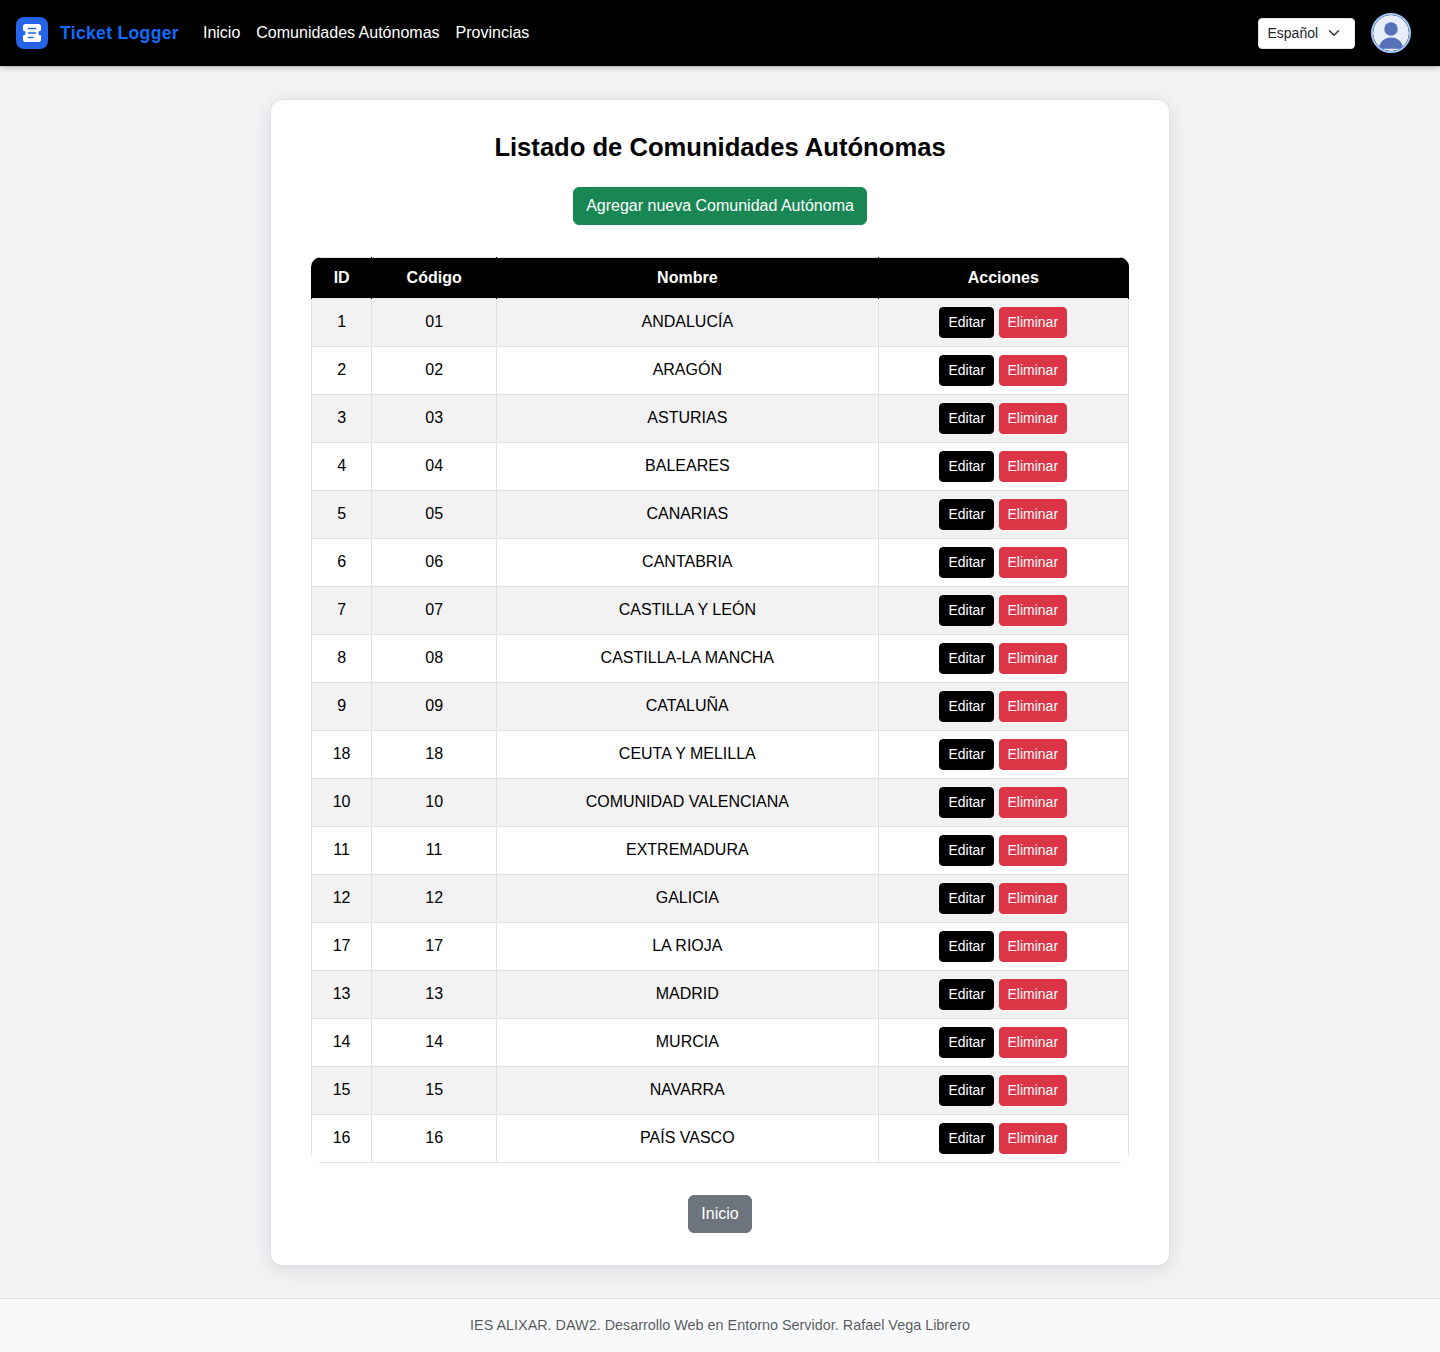 Ticket Logger Inicio Comunidades Autónomas Provincias Español
Listado de Comunidades Autónomas
Agregar nueva Comunidad Autónoma
ID Código Nombre Acciones
1 01 ANDALUCÍA Editar Eliminar
2 02 ARAGÓN Editar Eliminar
3 03 ASTURIAS Editar Eliminar
4 04 BALEARES Editar Eliminar
5 05 CANARIAS Editar Eliminar
6 06 CANTABRIA Editar Eliminar
7 07 CASTILLA Y LEÓN Editar Eliminar
8 08 CASTILLA-LA MANCHA Editar Eliminar
9 09 CATALUÑA Editar Eliminar
18 18 CEUTA Y MELILLA Editar Eliminar
10 10 COMUNIDAD VALENCIANA Editar Eliminar
11 11 EXTREMADURA Editar Eliminar
12 12 GALICIA Editar Eliminar
17 17 LA RIOJA Editar Eliminar
13 13 MADRID Editar Eliminar
14 14 MURCIA Editar Eliminar
15 15 NAVARRA Editar Eliminar
16 16 PAÍS VASCO Editar Eliminar
Inicio
IES ALIXAR. DAW2. Desarrollo Web en Entorno Servidor. Rafael Vega Librero